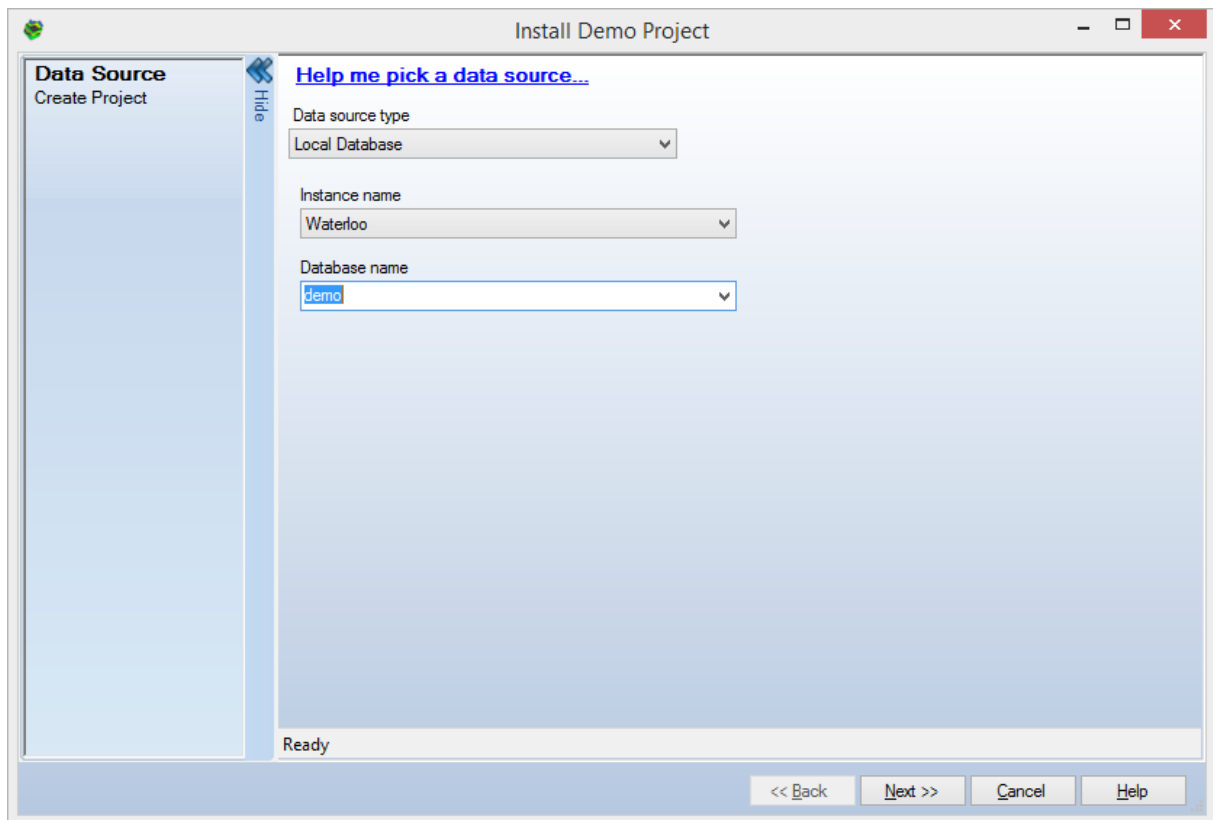 Install Demo Project
Data Source
Create Project
Hide
Help me pick a data source...
Data source type
Local Database
Instance name
Waterloo
Database name
demo
Ready
<< Back
Next >>
Cancel
Help